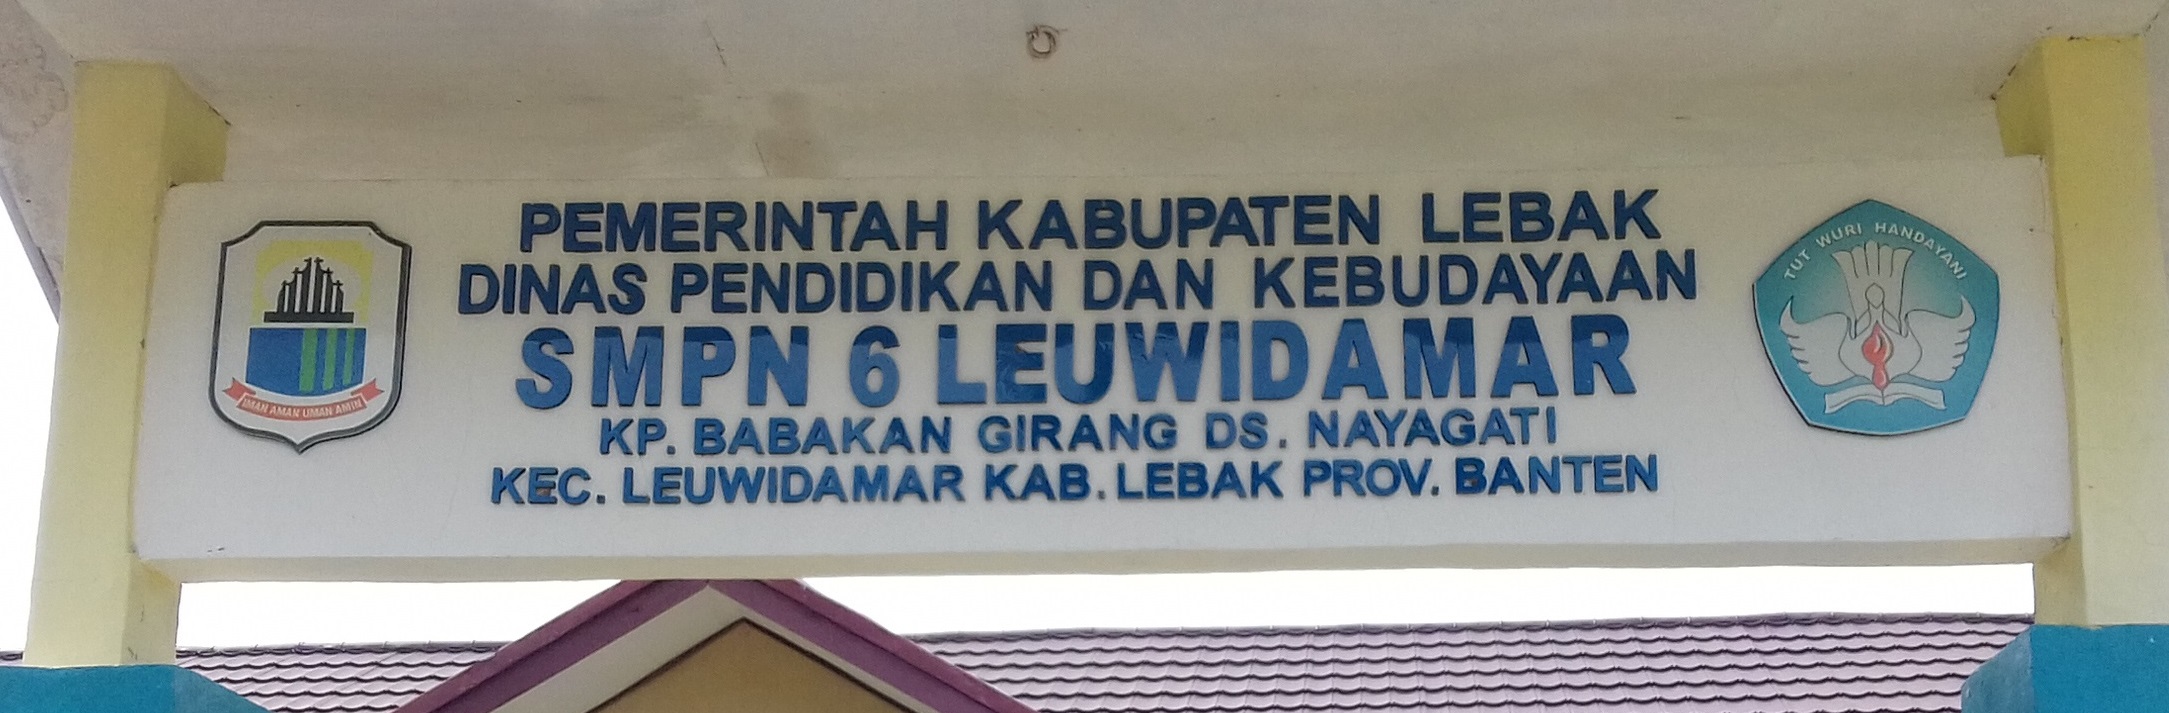 PEMERINTAH KABUPATEN LEBAK
DINAS PENDIDIKAN DAN KEBUDAYAAN
SMPN 6 LEUWIDAMAR
KP. BABAKAN GIRANG DS. NAYAGATI
KEC. LEUWIDAMAR KAB. LEBAK PROV. BANTEN
IMAN AMAN UMAN AMIN
TUT WURI HANDAYANI